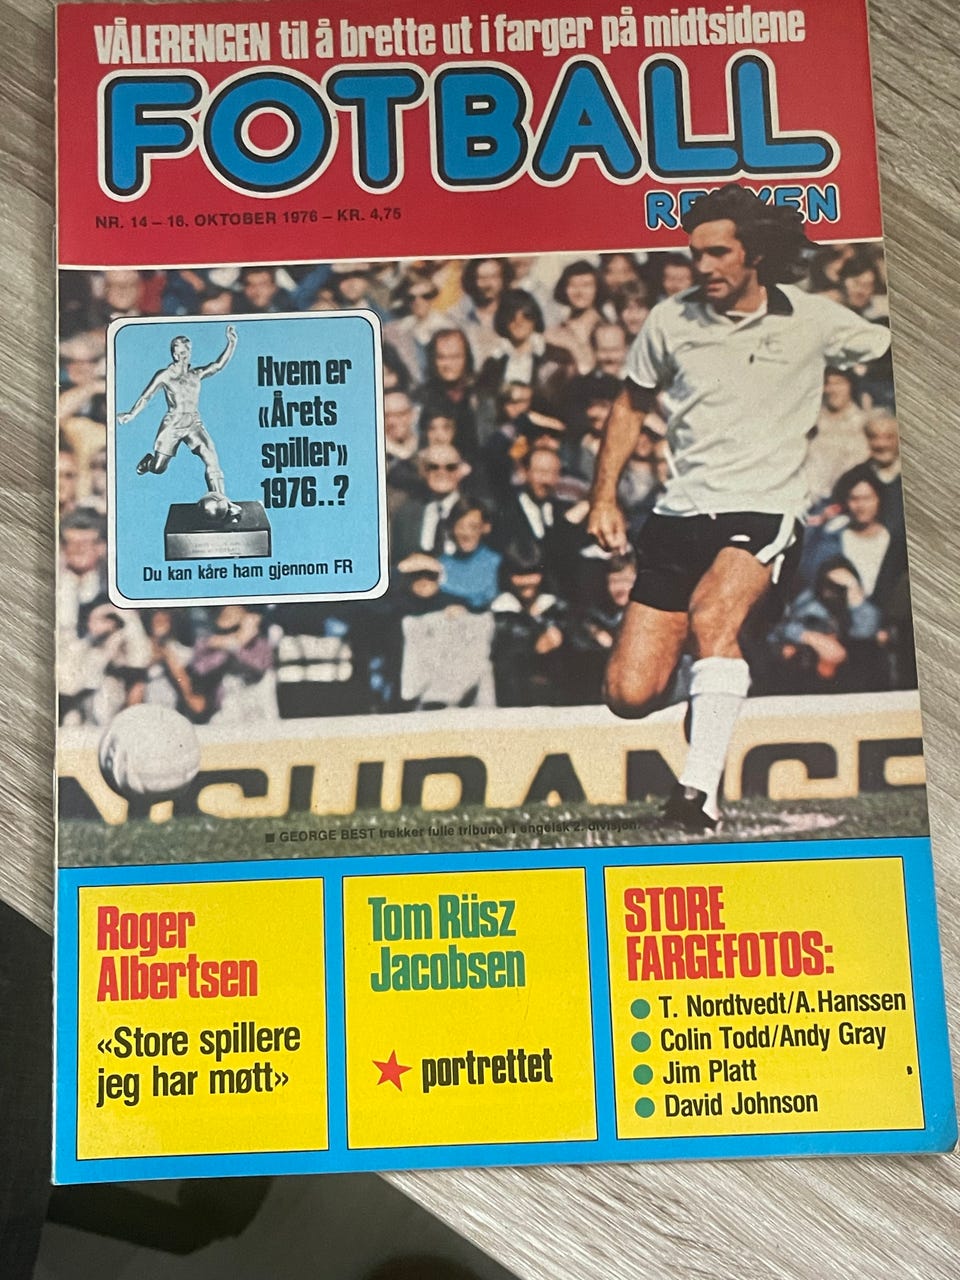 VÅLERENGEN til å brette ut i farger på midtsidene
FOTBALL
NR. 14 – 16. OKTOBER 1976 – KR. 4,75
Hvem er
«Årets
spiller»
1976..?
Du kan kåre ham gjennom FR
INSURANCE
GEORGE BEST trekker fulle tribuner i engelsk 2. divisjon.
Roger
Albertsen
«Store spillere
jeg har møtt»
Tom Rüsz
Jacobsen
★ portrettet
STORE
FARGEFOTOS:
● T. Nordtvedt/A.Hanssen
● Colin Todd/Andy Gray
● Jim Platt
● David Johnson